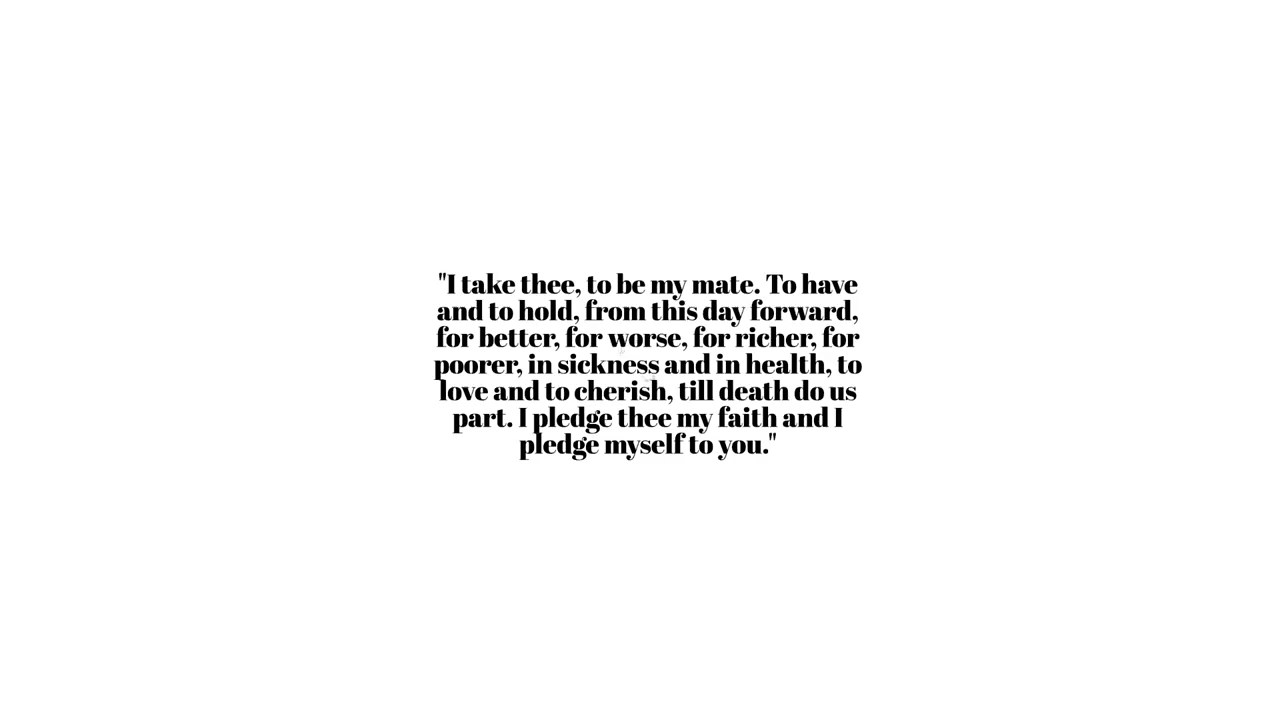 "I take thee, to be my mate. To have
and to hold, from this day forward,
for better, for worse, for richer, for
poorer, in sickness and in health, to
love and to cherish, till death do us
part. I pledge thee my faith and I
pledge myself to you."